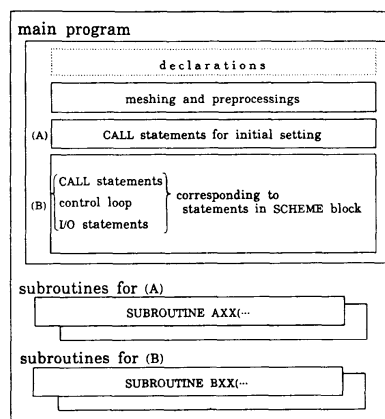 main program
declarations
meshing and preprocessings
(A) CALL statements for initial setting
(B)
CALL statements
control loop
I/O statements
corresponding to
statements in SCHEME block
subroutines for (A)
SUBROUTINE AXX(···
subroutines for (B)
SUBROUTINE BXX(···